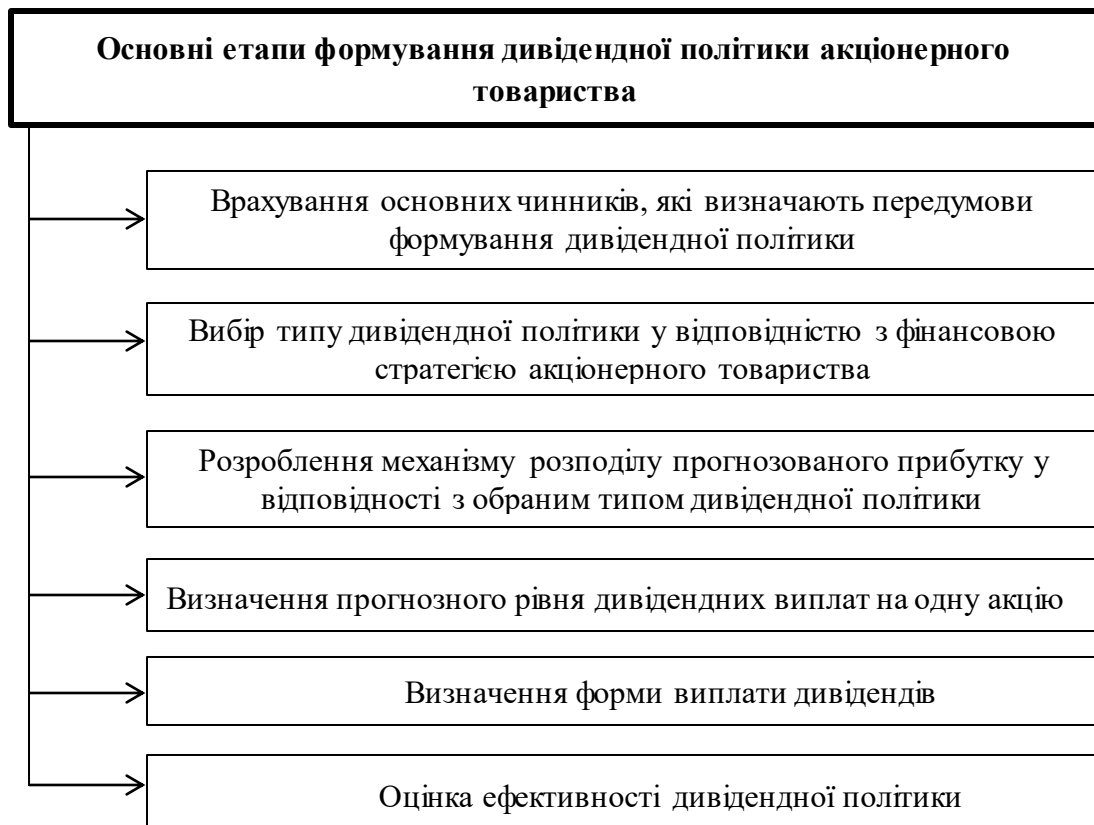 Основні етапи формування дивідендної політики акціонерного
товариства
Врахування основних чинників, які визначають передумови
формування дивідендної політики
Вибір типу дивідендної політики у відповідністю з фінансовою
стратегією акціонерного товариства
Розроблення механізму розподілу прогнозованого прибутку у
відповідності з обраним типом дивідендної політики
Визначення прогнозного рівня дивідендних виплат на одну акцію
Визначення форми виплати дивідендів
Оцінка ефективності дивідендної політики